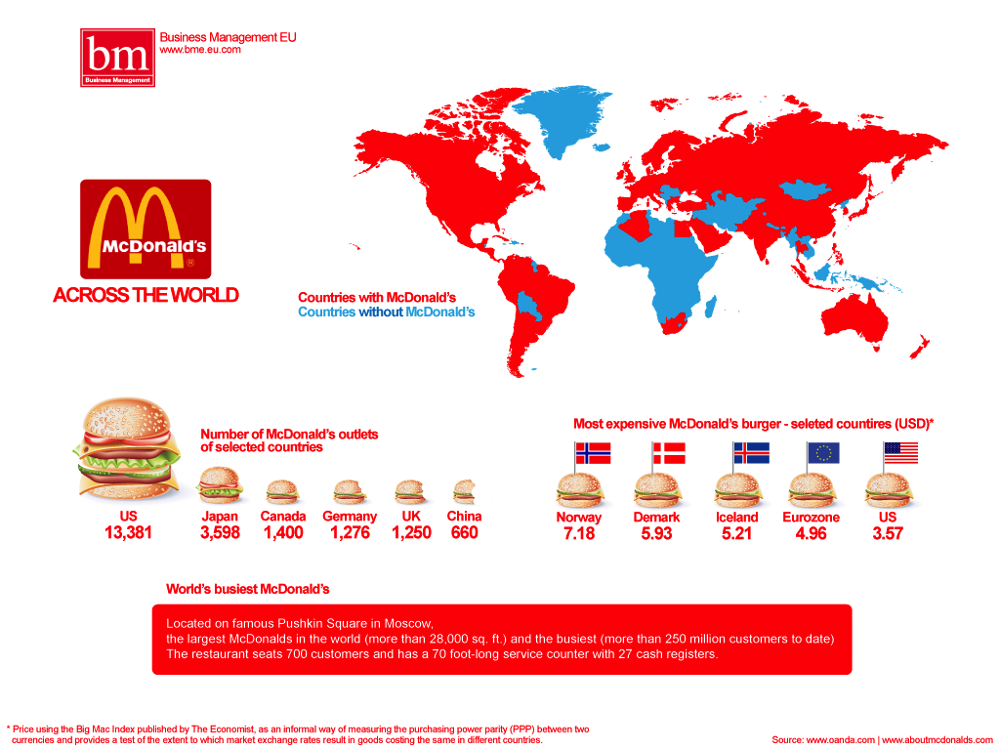 bm
Business Management
Business Management EU
www.bme.eu.com
McDonald's
®
ACROSS THE WORLD
Countries with McDonald's
Countries without McDonald's
Number of McDonald's outlets
of selected countries
US
13,381
Japan
3,598
Canada
1,400
Germany
1,276
UK
1,250
China
660
Most expensive McDonald's burger - seleted countires (USD)*
Norway
7.18
Demark
5.93
Iceland
5.21
Eurozone
4.96
US
3.57
World's busiest McDonald's
Located on famous Pushkin Square in Moscow,
the largest McDonalds in the world (more than 28,000 sq. ft.) and the busiest (more than 250 million customers to date)
The restaurant seats 700 customers and has a 70 foot-long service counter with 27 cash registers.
* Price using the Big Mac Index published by The Economist, as an informal way of measuring the purchasing power parity (PPP) between two
currencies and provides a test of the extent to which market exchange rates result in goods costing the same in different countries.
Source: www.oanda.com | www.aboutmcdonalds.com